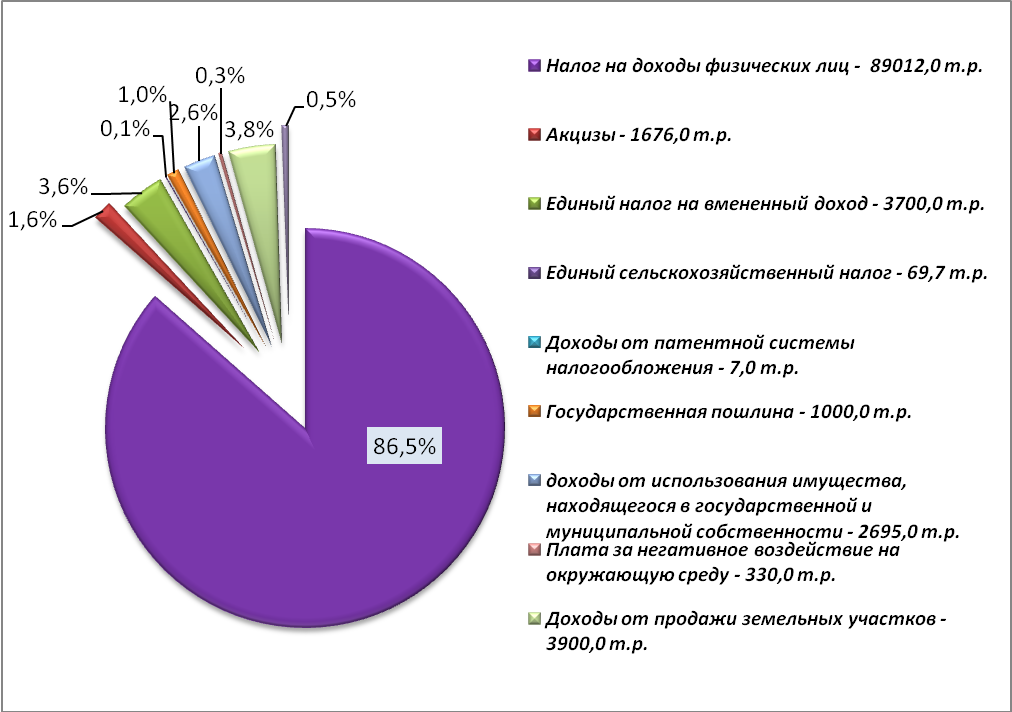 0,3%
1,0%
2,6%
0,5%
0,1%
3,8%
3,6%
1,6%
86,5%
Налог на доходы физических лиц - 89012,0 т.р.
Акцизы - 1676,0 т.р.
Единый налог на вмененный доход - 3700,0 т.р.
Единый сельскохозяйственный налог - 69,7 т.р.
Доходы от патентной системы
налогообложения - 7,0 т.р.
Государственная пошлина - 1000,0 т.р.
доходы от использования имущества,
находящегося в государственной и
муниципальной собственности - 2695,0 т.р.
Плата за негативное воздействие на
окружающую среду - 330,0 т.р.
Доходы от продажи земельных участков -
3900,0 т.р.